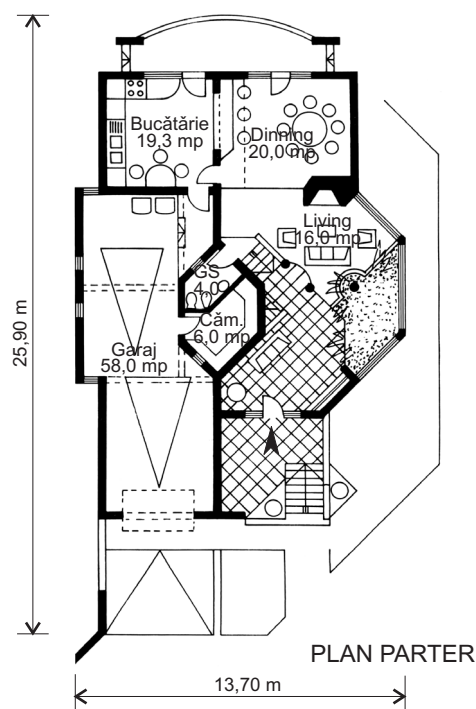 Bucătărie
19,3 mp
Dinning
20,0 mp
Living
16,0 mp
GS
4,0
Căm.
6,0 mp
Garaj
58,0 mp
25,90 m
PLAN PARTER
13,70 m